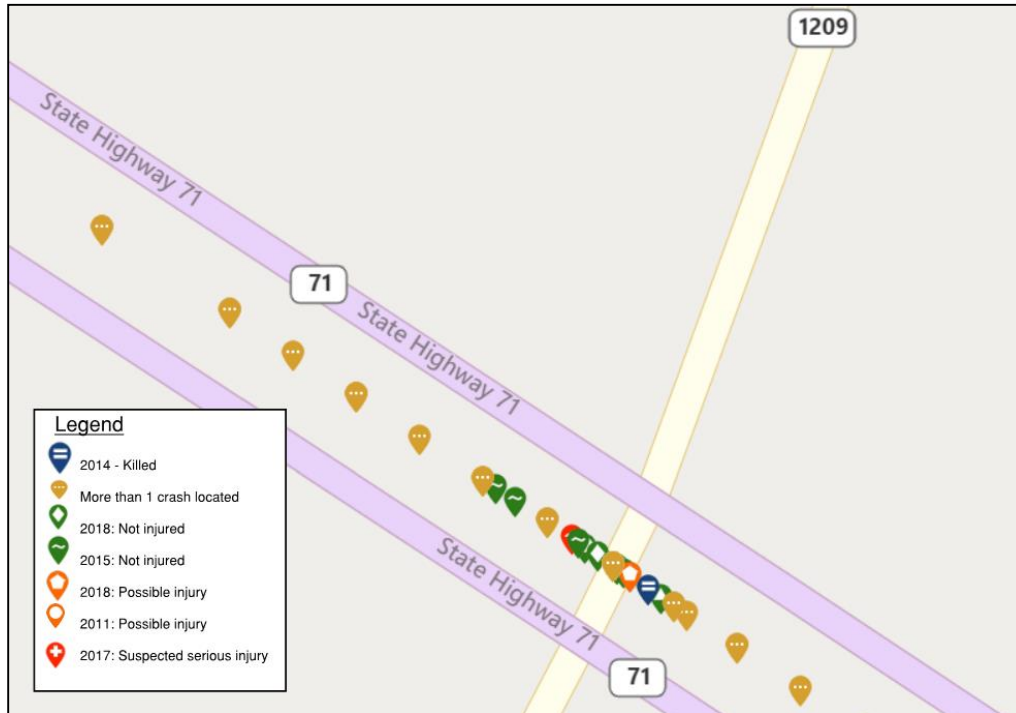 1209
State Highway 71
71
State Highway 71
Legend
2014 - Killed
More than 1 crash located
2018: Not injured
2015: Not injured
2018: Possible injury
2011: Possible injury
2017: Suspected serious injury
State Highway 71
71